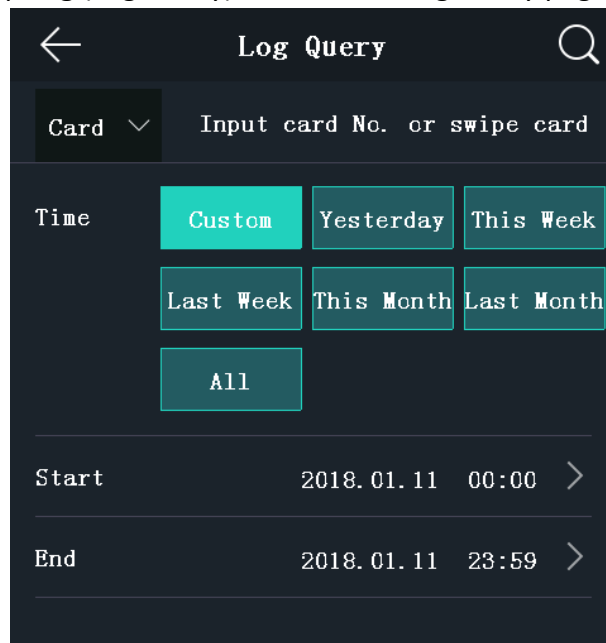 Log Query
Card Input card No. or swipe card
Time Custom Yesterday This Week
Last Week This Month Last Month
All
Start 2018.01.11 00:00
End 2018.01.11 23:59